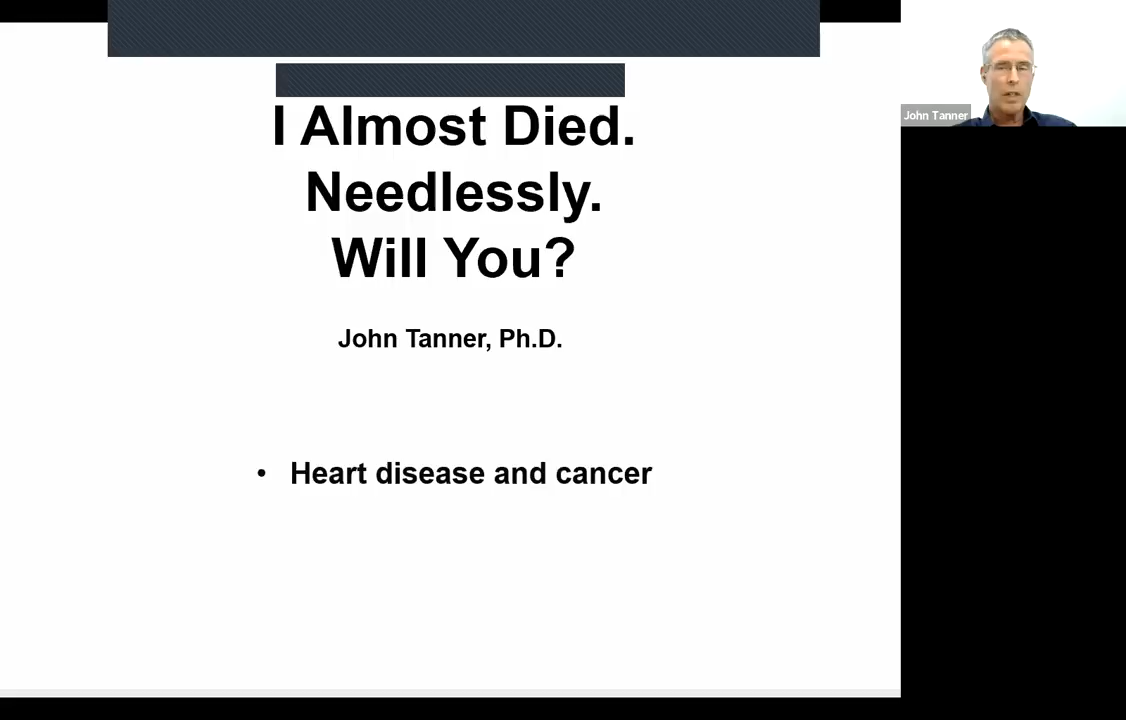 I Almost Died.
Needlessly.
Will You?
John Tanner, Ph.D.
• Heart disease and cancer
John Tanner